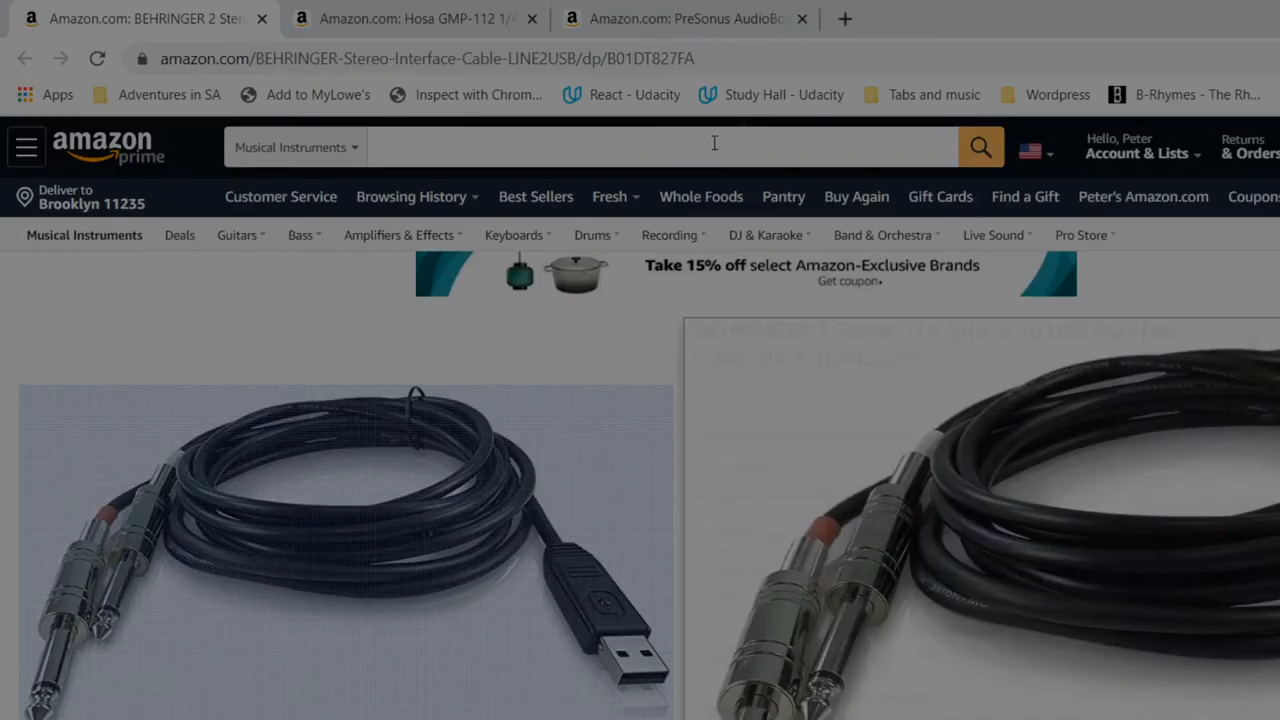 Amazon.com: BEHRINGER 2 Stere
Amazon.com: Hosa GMP-112 1/4
Amazon.com: PreSonus AudioBo
amazon.com/BEHRINGER-Stereo-Interface-Cable-LINE2USB/dp/B01DT827FA
Apps
Adventures in SA
Add to MyLowe's
Inspect with Chrom...
React - Udacity
Study Hall - Udacity
Tabs and music
Wordpress
B-Rhymes - The Rh...
amazon prime
Musical Instruments
Hello, Peter
Account & Lists
Returns
& Orders
Deliver to
Brooklyn 11235
Customer Service
Browsing History
Best Sellers
Fresh
Whole Foods
Pantry
Buy Again
Gift Cards
Find a Gift
Peter's Amazon.com
Coupons
Musical Instruments
Deals
Guitars
Bass
Amplifiers & Effects
Keyboards
Drums
Recording
DJ & Karaoke
Band & Orchestra
Live Sound
Pro Store
Take 15% off select Amazon-Exclusive Brands
Get coupon